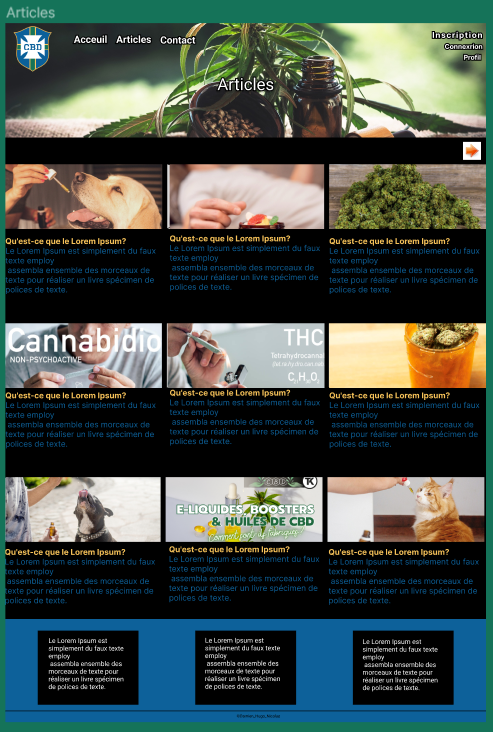 Articles
CBD
Acceuil Articles Contact
Inscription
Connexrion
Profil
Articles
Qu'est-ce que le Lorem Ipsum?
Le Lorem Ipsum est simplement du faux
texte employ
assembla ensemble des morceaux de
texte pour réaliser un livre spécimen de
polices de texte.
Qu'est-ce que le Lorem Ipsum?
Le Lorem Ipsum est simplement du faux
texte employ
assembla ensemble des morceaux de
texte pour réaliser un livre spécimen de
polices de texte.
Qu'est-ce que le Lorem Ipsum?
Le Lorem Ipsum est simplement du faux
texte employ
assembla ensemble des morceaux de
texte pour réaliser un livre spécimen de
polices de texte.
Cannabidio
NON-PSYCHOACTIVE
Qu'est-ce que le Lorem Ipsum?
Le Lorem Ipsum est simplement du faux
texte employ
assembla ensemble des morceaux de
texte pour réaliser un livre spécimen de
polices de texte.
THC
Tetrahydrocannab
Qu'est-ce que le Lorem Ipsum?
Le Lorem Ipsum est simplement du faux
texte employ
assembla ensemble des morceaux de
texte pour réaliser un livre spécimen de
polices de texte.
Qu'est-ce que le Lorem Ipsum?
Le Lorem Ipsum est simplement du faux
texte employ
assembla ensemble des morceaux de
texte pour réaliser un livre spécimen de
polices de texte.
Qu'est-ce que le Lorem Ipsum?
Le Lorem Ipsum est simplement du faux
texte employ
assembla ensemble des morceaux de
texte pour réaliser un livre spécimen de
polices de texte.
E-LIQUIDES, BOOSTERS
& HUILES DE CBD
Comment sont-ils fabriqués
Qu'est-ce que le Lorem Ipsum?
Le Lorem Ipsum est simplement du faux
texte employ
assembla ensemble des morceaux de
texte pour réaliser un livre spécimen de
polices de texte.
Qu'est-ce que le Lorem Ipsum?
Le Lorem Ipsum est simplement du faux
texte employ
assembla ensemble des morceaux de
texte pour réaliser un livre spécimen de
polices de texte.
Le Lorem Ipsum est
simplement du faux texte
employ
assembla ensemble des
morceaux de texte pour
réaliser un livre spécimen
de polices de texte.
Le Lorem Ipsum est
simplement du faux texte
employ
assembla ensemble des
morceaux de texte pour
réaliser un livre spécimen
de polices de texte.
Le Lorem Ipsum est
simplement du faux texte
employ
assembla ensemble des
morceaux de texte pour
réaliser un livre spécimen
de polices de texte.